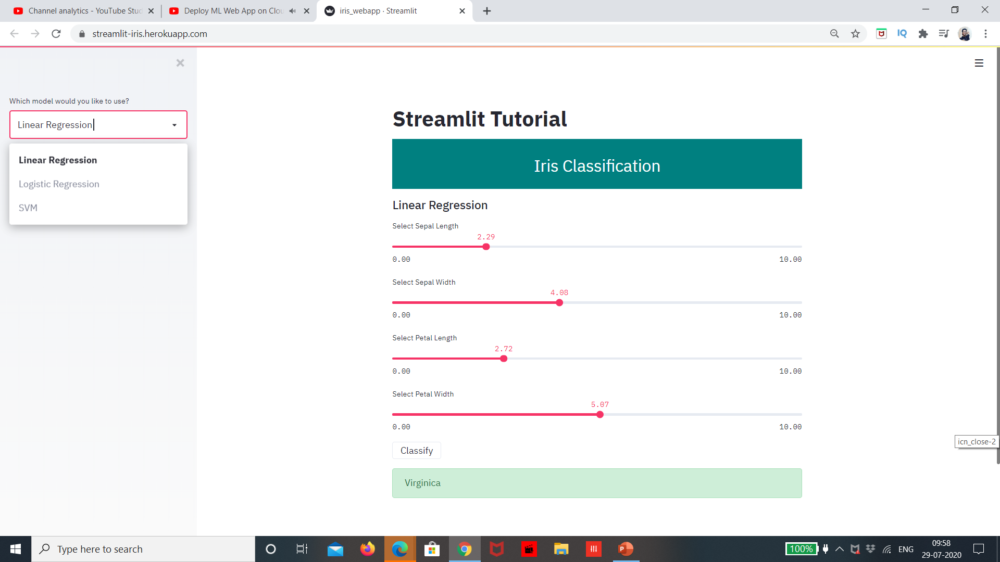 Channel analytics - YouTube Stud
Deploy ML Web App on Clou
iris_webapp · Streamlit
streamlit-iris.herokuapp.com
IQ
Which model would you like to use?
Linear Regression
Linear Regression
Logistic Regression
SVM
Streamlit Tutorial
Iris Classification
Linear Regression
Select Sepal Length
2.29
0.00 10.00
Select Sepal Width
4.08
0.00 10.00
Select Petal Length
2.72
0.00 10.00
Select Petal Width
5.07
0.00 10.00
Classify
Virginica
icn_close-2
Type here to search
100%
ENG
09:58
29-07-2020